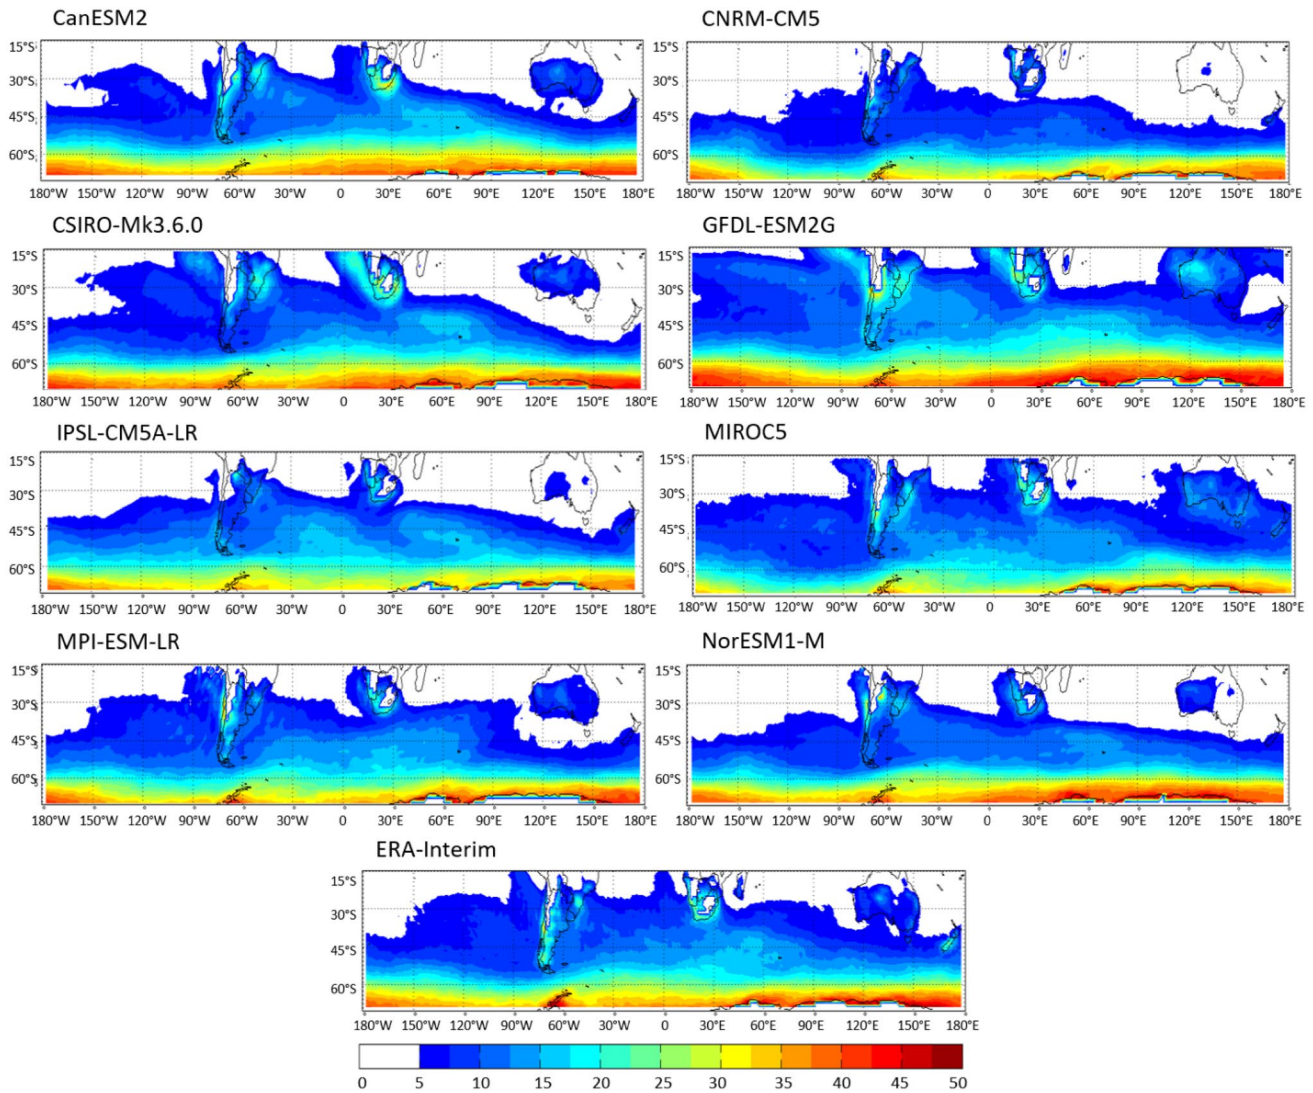 CanESM2 CNRM-CM5
15°S 15°S
30°S 30°S
45°S 45°S
60°S 60°S
180°W 150°W 120°W 90°W 60°W 30°W 0 30°E 60°E 90°E 120°E 150°E 180°E 180°W 150°W 120°W 90°W 60°W 30°W 0 30°E 60°E 90°E 120°E 150°E 180°E
CSIRO-Mk3.6.0 GFDL-ESM2G
15°S 15°S
30°S 30°S
45°S 45°S
60°S 60°S
180°W 150°W 120°W 90°W 60°W 30°W 0 30°E 60°E 90°E 120°E 150°E 180°E 180°W 150°W 120°W 90°W 60°W 30°W 0 30°E 60°E 90°E 120°E 150°E 180°E
IPSL-CM5A-LR MIROC5
15°S 15°S
30°S 30°S
45°S 45°S
60°S 60°S
180°W 150°W 120°W 90°W 60°W 30°W 0 30°E 60°E 90°E 120°E 150°E 180°E 180°W 150°W 120°W 90°W 60°W 30°W 0 30°E 60°E 90°E 120°E 150°E 180°E
MPI-ESM-LR NorESM1-M
15°S 15°S
30°S 30°S
45°S 45°S
60°S 60°S
180°W 150°W 120°W 90°W 60°W 30°W 0 30°E 60°E 90°E 120°E 150°E 180°E 180°W 150°W 120°W 90°W 60°W 30°W 0 30°E 60°E 90°E 120°E 150°E 180°E
ERA-Interim
15°S
30°S
45°S
60°S
180°W 150°W 120°W 90°W 60°W 30°W 0 30°E 60°E 90°E 120°E 150°E 180°E
0 5 10 15 20 25 30 35 40 45 50